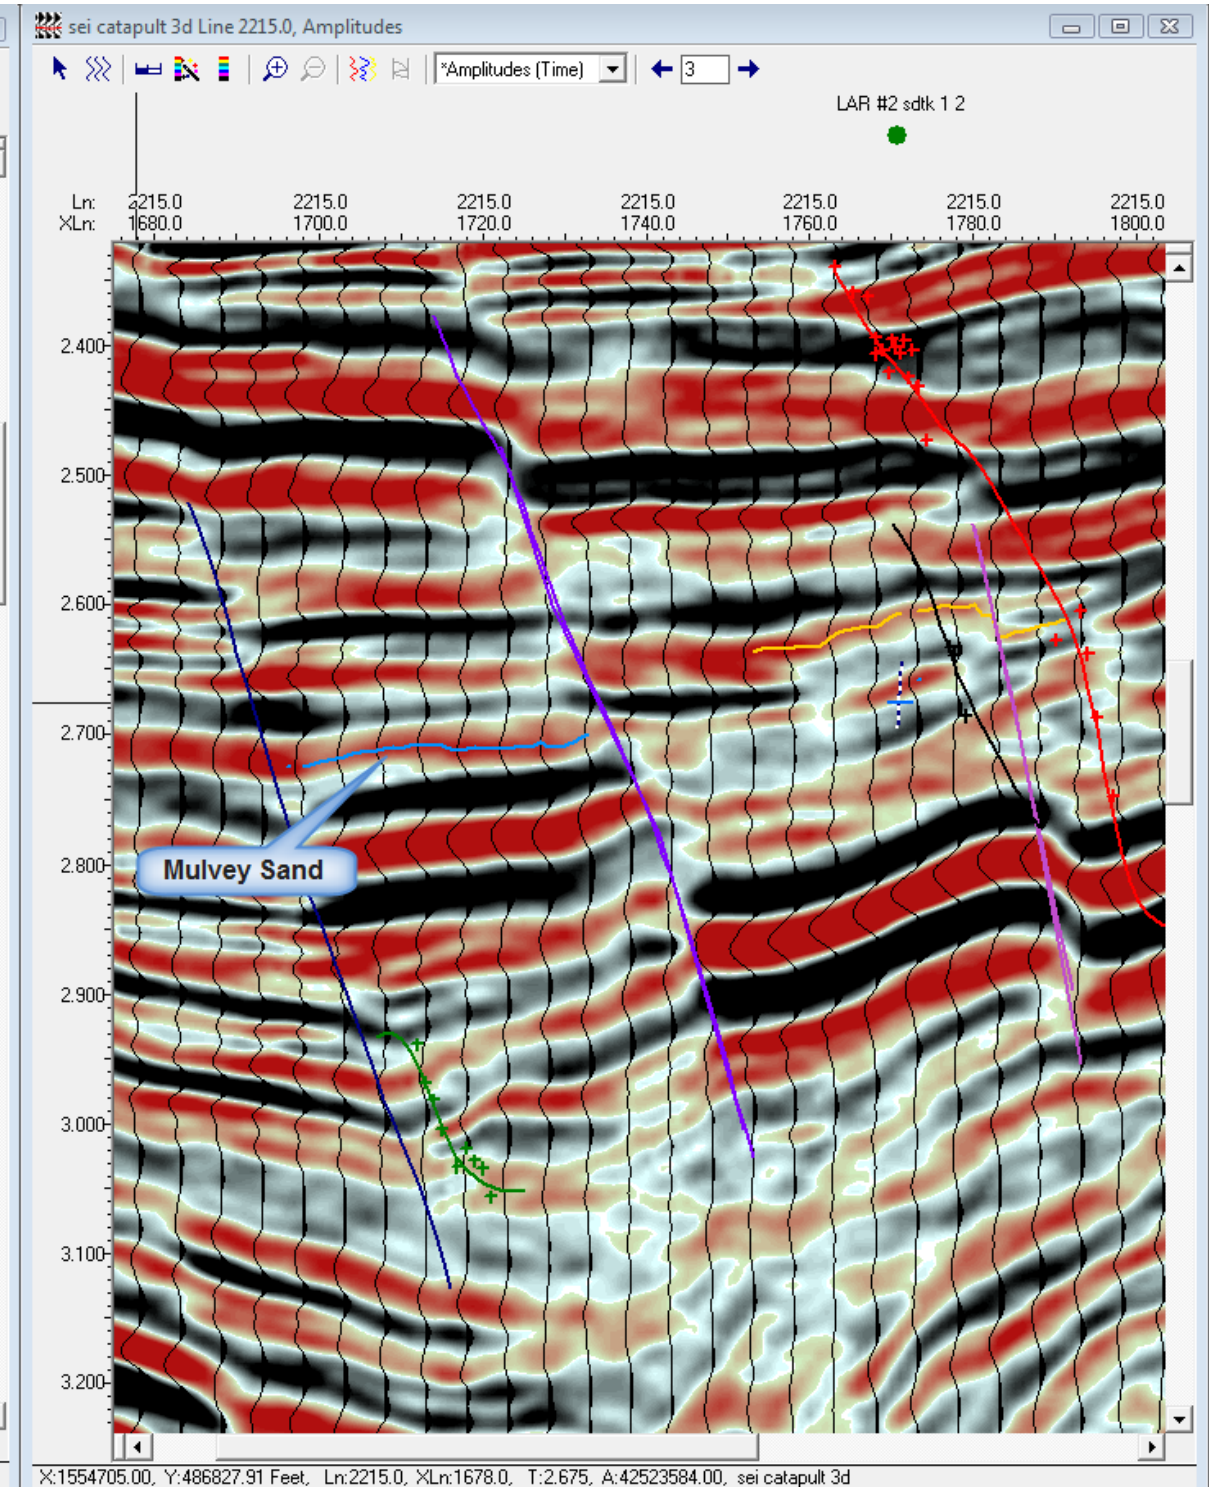 sei catapult 3d Line 2215.0, Amplitudes
*Amplitudes (Time)
3
LAR #2 sdtk 1 2
Ln: 2215.0 2215.0 2215.0 2215.0 2215.0 2215.0 2215.0
XLn: 1680.0 1700.0 1720.0 1740.0 1760.0 1780.0 1800.0
2.400
2.500
2.600
2.700
Mulvey Sand
2.800
2.900
3.000
3.100
3.200
X:1554705.00, Y:486827.91 Feet, Ln:2215.0, XLn:1678.0, T:2.675, A:42523584.00, sei catapult 3d